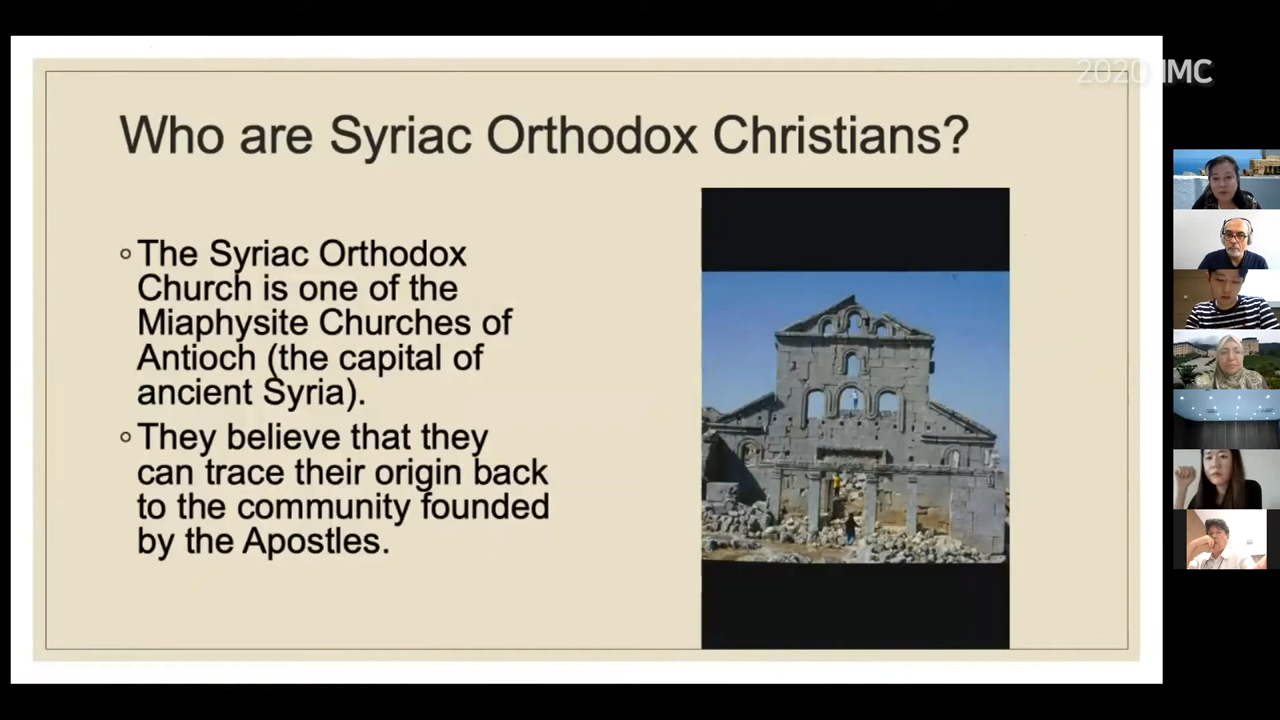 2020 IMC
Who are Syriac Orthodox Christians?
◦ The Syriac Orthodox
Church is one of the
Miaphysite Churches of
Antioch (the capital of
ancient Syria).
◦ They believe that they
can trace their origin back
to the community founded
by the Apostles.